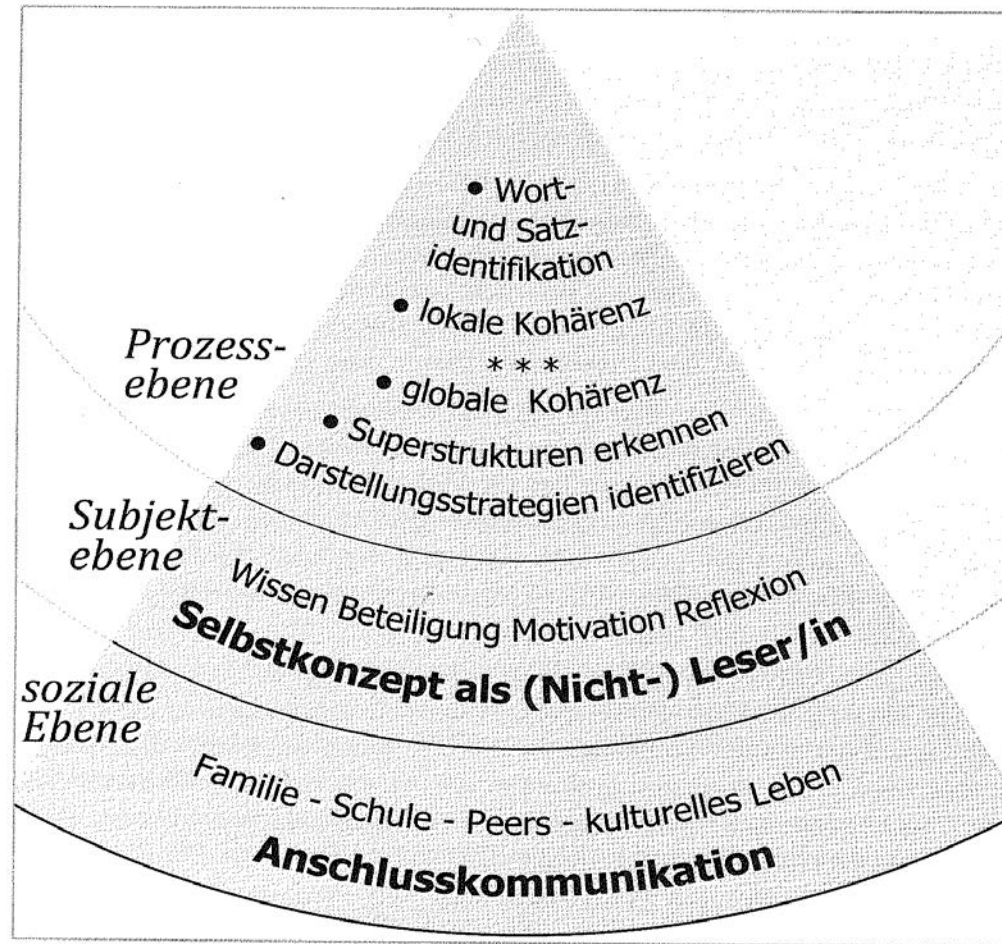 • Wort-
und Satz-
identifikation
• lokale Kohärenz
* * *
• globale Kohärenz
• Superstrukturen erkennen
• Darstellungsstrategien identifizieren
Prozess-
ebene
Subjekt-
ebene
Wissen Beteiligung Motivation Reflexion
Selbstkonzept als (Nicht-) Leser/in
soziale
Ebene
Familie - Schule - Peers - kulturelles Leben
Anschlusskommunikation